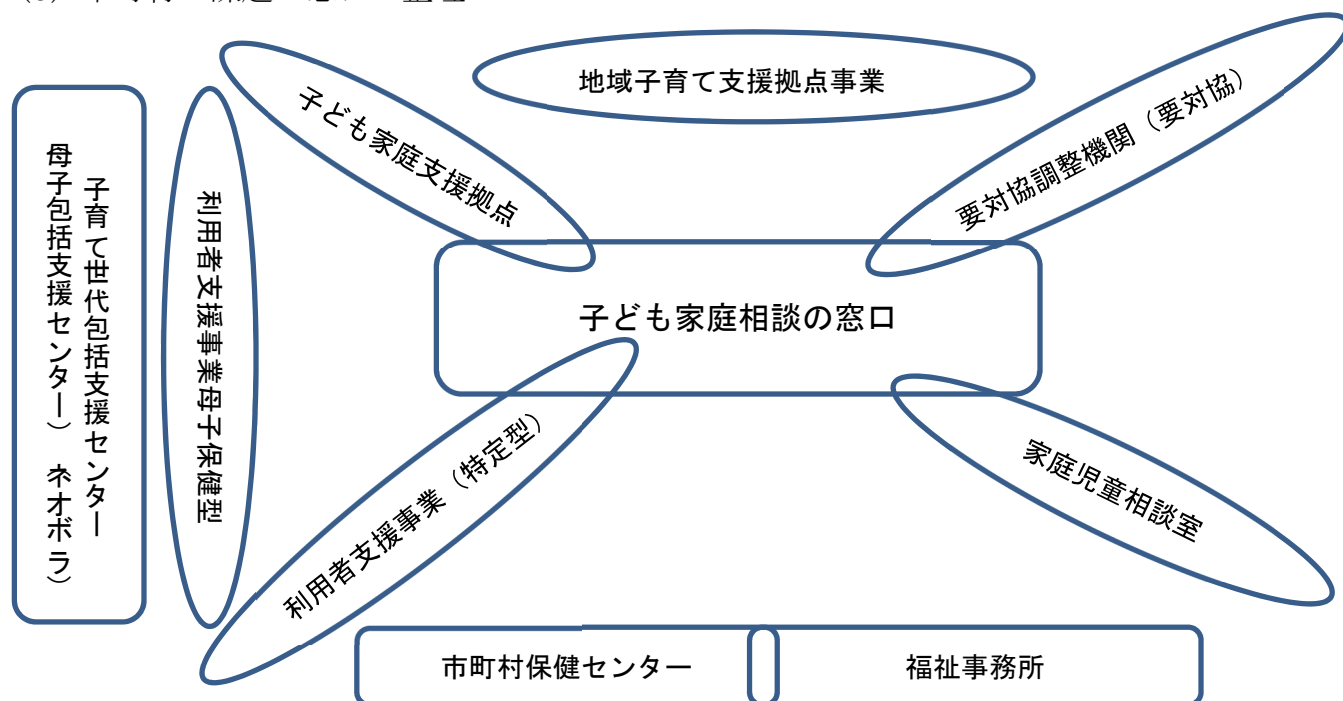 地域子育て支援拠点事業
子ども家庭支援拠点
要対協調整機関（要対協）
子育て世代包括支援センター
母子包括支援センター） ネオボラ）
利用者支援事業母子保健型
子ども家庭相談の窓口
利用者支援事業（特定型）
家庭児童相談室
市町村保健センター
福祉事務所